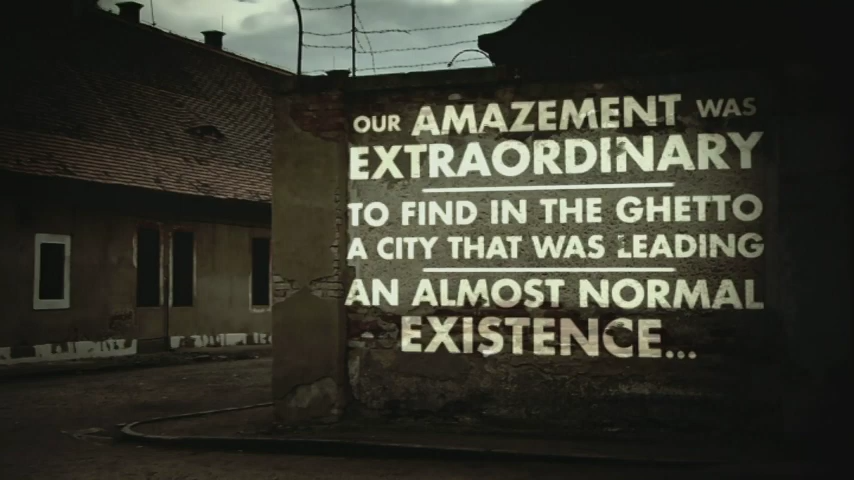 OUR AMAZEMENT WAS
EXTRAORDINARY
TO FIND IN THE GHETTO
A CITY THAT WAS LEADING
AN ALMOST NORMAL
EXISTENCE...